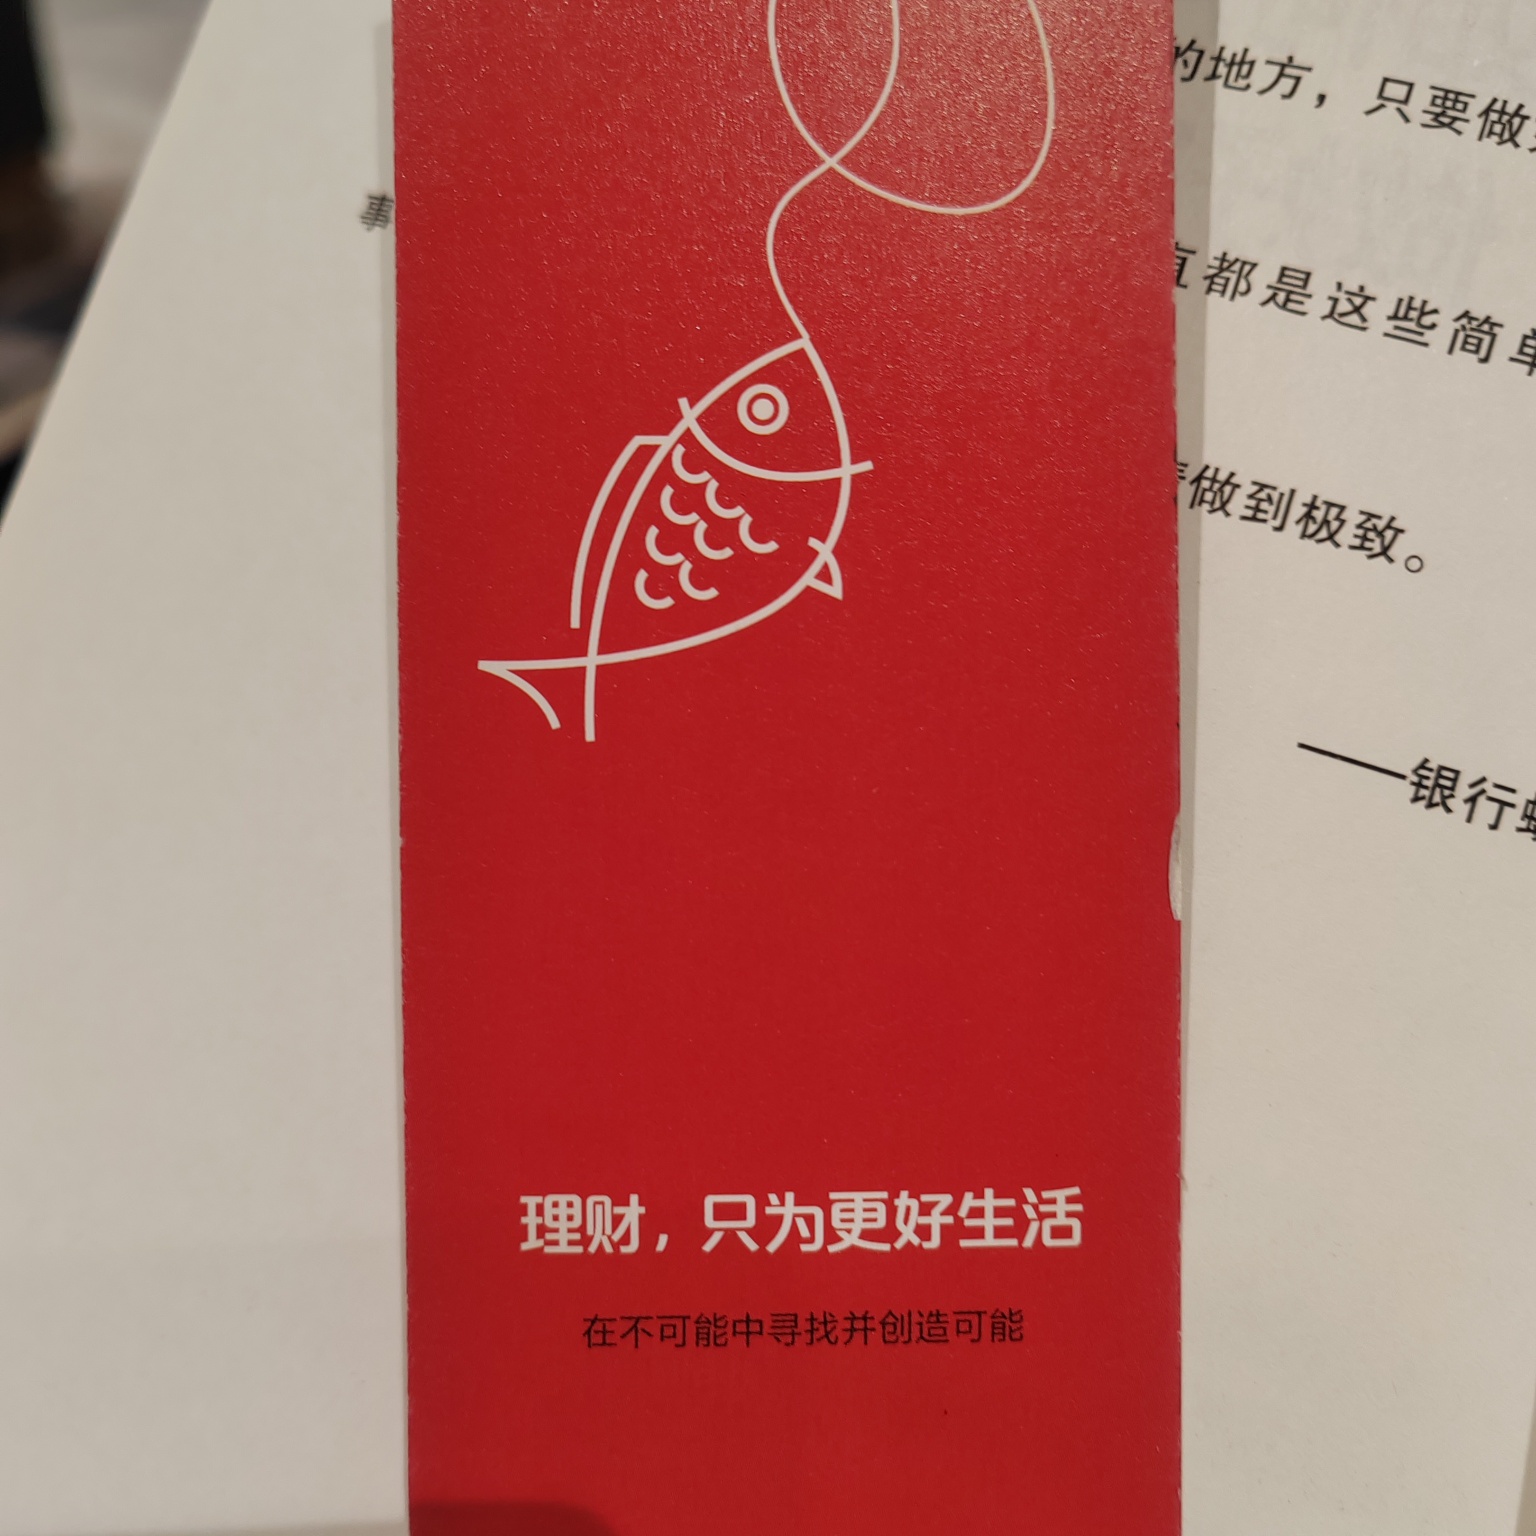 的地方，只要做
事
都是这些简单
做到极致。
——银行
理财，只为更好生活
在不可能中寻找并创造可能